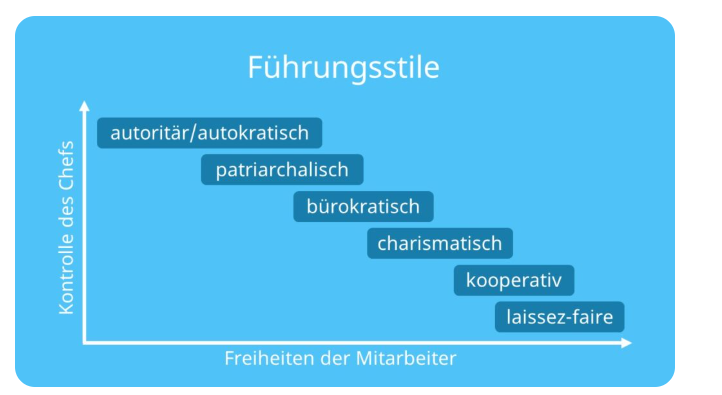 Führungsstile
Kontrolle des Chefs
autoritär/autokratisch
patriarchalisch
bürokratisch
charismatisch
kooperativ
laissez-faire
Freiheiten der Mitarbeiter